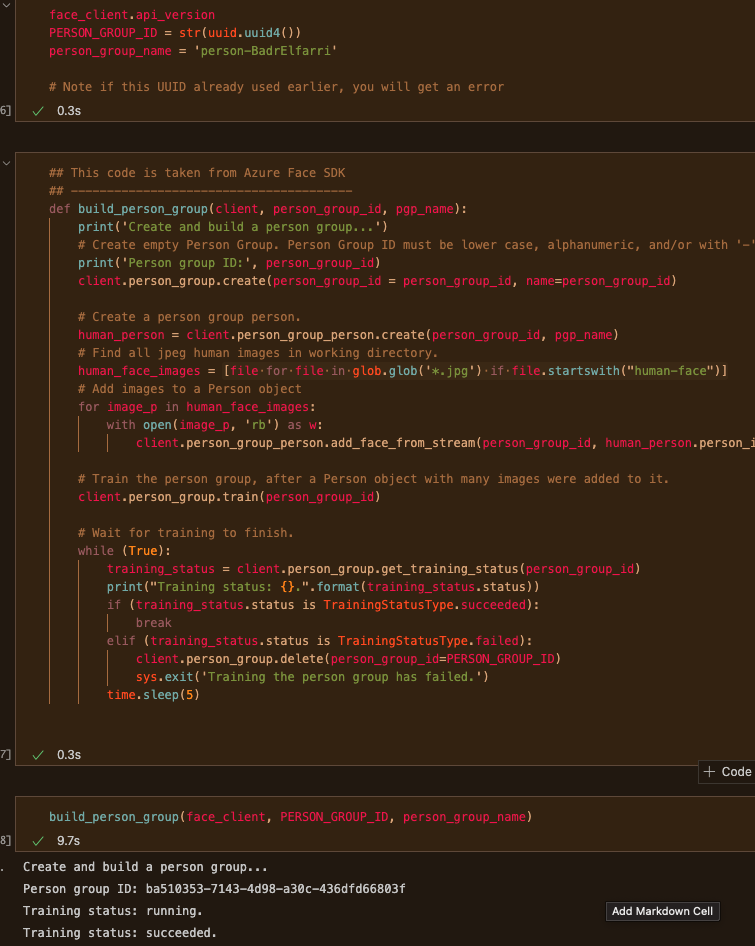 face_client.api_version
PERSON_GROUP_ID = str(uuid.uuid4())
person_group_name = 'person-BadrElfarri'

# Note if this UUID already used earlier, you will get an error
6]
0.3s

## This code is taken from Azure Face SDK
## ---------------------------------------
def build_person_group(client, person_group_id, pgp_name):
    print('Create and build a person group...')
    # Create empty Person Group. Person Group ID must be lower case, alphanumeric, and/or with '-'
    print('Person group ID:', person_group_id)
    client.person_group.create(person_group_id = person_group_id, name=person_group_id)

    # Create a person group person.
    human_person = client.person_group_person.create(person_group_id, pgp_name)
    # Find all jpeg human images in working directory.
    human_face_images = [file for file in glob.glob('*.jpg') if file.startswith("human-face")]
    # Add images to a Person object
    for image_p in human_face_images:
        with open(image_p, 'rb') as w:
            client.person_group_person.add_face_from_stream(person_group_id, human_person.person_i

    # Train the person group, after a Person object with many images were added to it.
    client.person_group.train(person_group_id)

    # Wait for training to finish.
    while (True):
        training_status = client.person_group.get_training_status(person_group_id)
        print("Training status: {}.".format(training_status.status))
        if (training_status.status is TrainingStatusType.succeeded):
            break
        elif (training_status.status is TrainingStatusType.failed):
            client.person_group.delete(person_group_id=PERSON_GROUP_ID)
            sys.exit('Training the person group has failed.')
        time.sleep(5)
7]
0.3s
+ Code

build_person_group(face_client, PERSON_GROUP_ID, person_group_name)
8]
9.7s
Create and build a person group...
Person group ID: ba510353-7143-4d98-a30c-436dfd66803f
Training status: running.
Add Markdown Cell
Training status: succeeded.